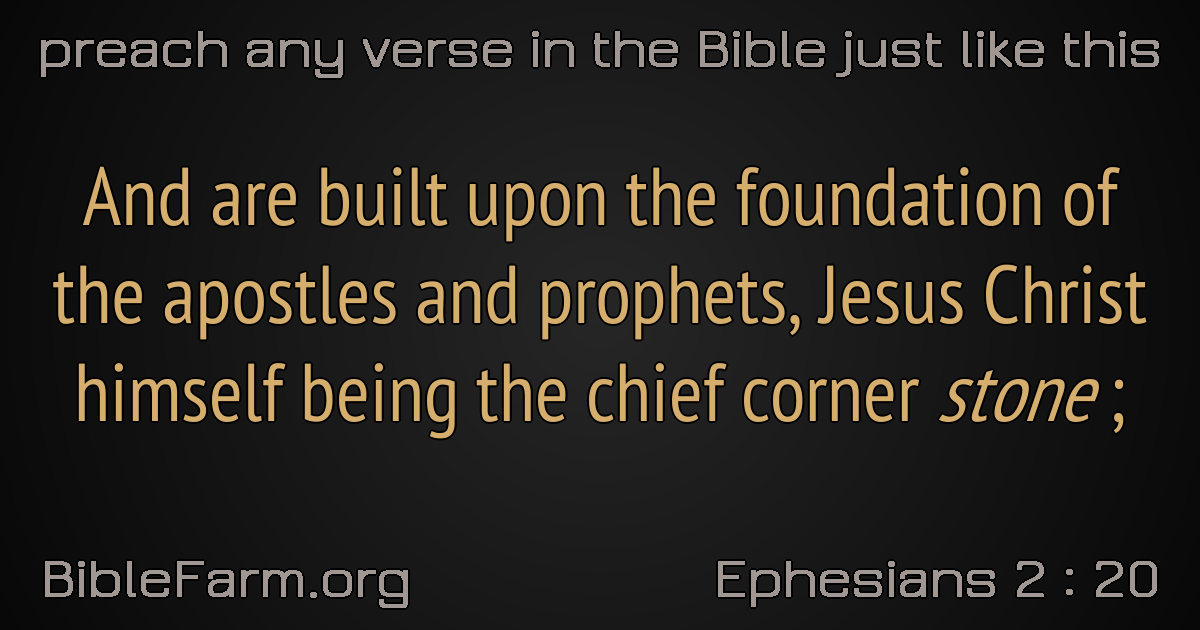 preach any verse in the Bible just like this
And are built upon the foundation of
the apostles and prophets, Jesus Christ
himself being the chief corner stone ;
BibleFarm.org
Ephesians 2 : 20